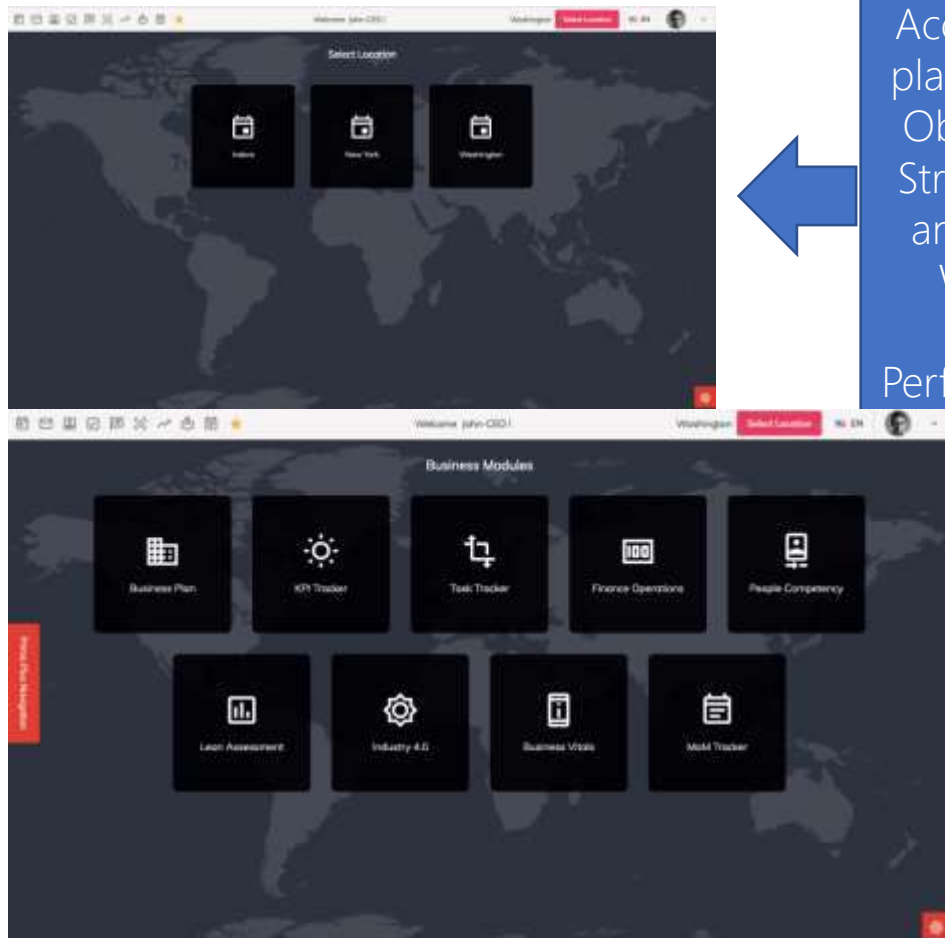 Welcome John-CEO !
Washington
Select Location
EN
Select Location
Indore
New York
Washington
Acc
pla
Ob
Str
ar
Perf
Welcome John-CEO !
Washington
Select Location
EN
Business Modules
Business Plan
KPI Tracker
Task Tracker
Finance Operations
People Competency
Lean Assessment
Industry 4.0
Business Vitals
MoM Tracker